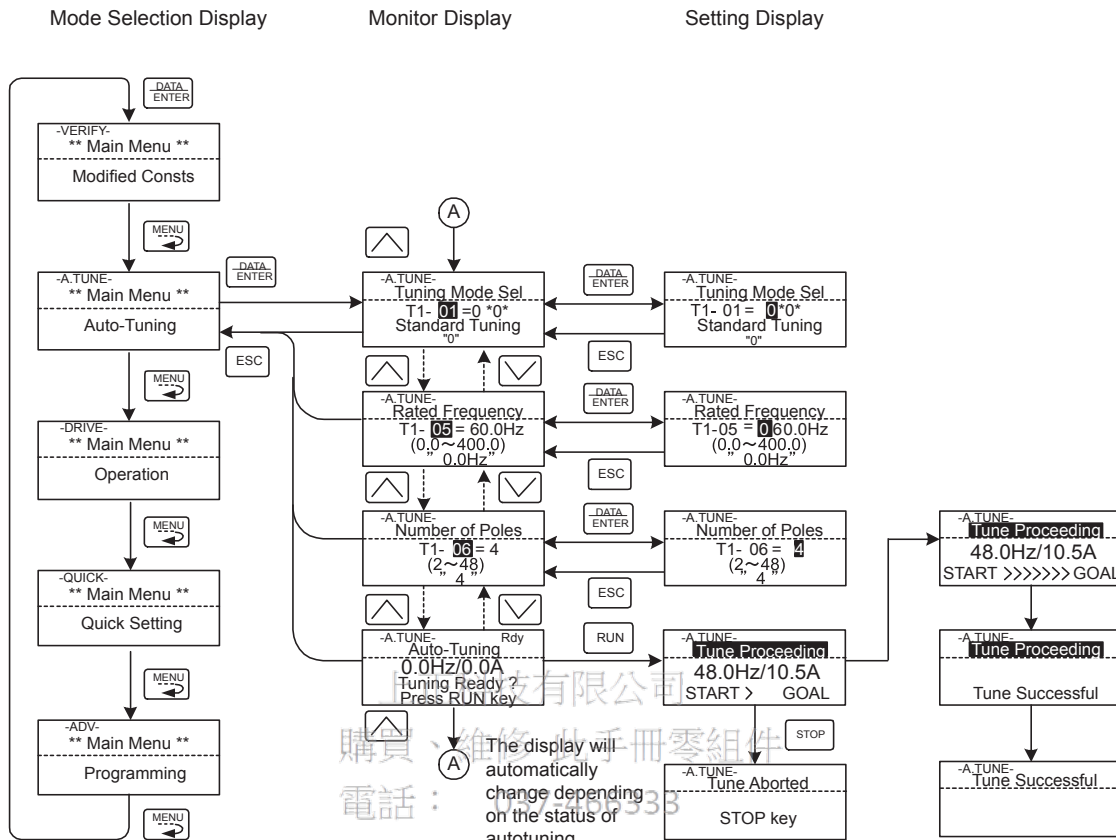 Mode Selection Display
Monitor Display
Setting Display
DATA
ENTER
-VERIFY-
** Main Menu **
Modified Consts
MENU
-A.TUNE-
** Main Menu **
Auto-Tuning
DATA
ENTER
ESC
MENU
-DRIVE-
** Main Menu **
Operation
MENU
-QUICK-
** Main Menu **
Quick Setting
MENU
-ADV-
** Main Menu **
Programming
MENU
A
-A.TUNE-
Tuning Mode Sel
T1- 01 =0 *0*
Standard Tuning
"0"
DATA
ENTER
ESC
-A.TUNE-
Tuning Mode Sel
T1- 01 = 0*0*
Standard Tuning
"0"
-A.TUNE-
Rated Frequency
T1- 05 = 60.0Hz
(0.0~400.0)
" 0.0Hz"
DATA
ENTER
ESC
-A.TUNE-
Rated Frequency
T1-05 = 060.0Hz
(0.0~400.0)
" 0.0Hz"
-A.TUNE-
Number of Poles
T1- 06 = 4
(2~48)
" 4 "
DATA
ENTER
ESC
-A.TUNE-
Number of Poles
T1- 06 = 4
(2~48)
" 4 "
-A.TUNE- Rdy
Auto-Tuning
0.0Hz/0.0A
Tuning Ready ?
Press RUN key
RUN
-A.TUNE-
Tune Proceeding
48.0Hz/10.5A
START > GOAL
STOP
-A.TUNE-
Tune Aborted
STOP key
-A.TUNE-
Tune Proceeding
48.0Hz/10.5A
START >>>>>>> GOAL
-A.TUNE-
Tune Proceeding
Tune Successful
-A.TUNE-
Tune Successful
A
The display will
automatically
change depending
on the status of
autotuning
購買、維修 此手冊零組件
電話： 037-466333